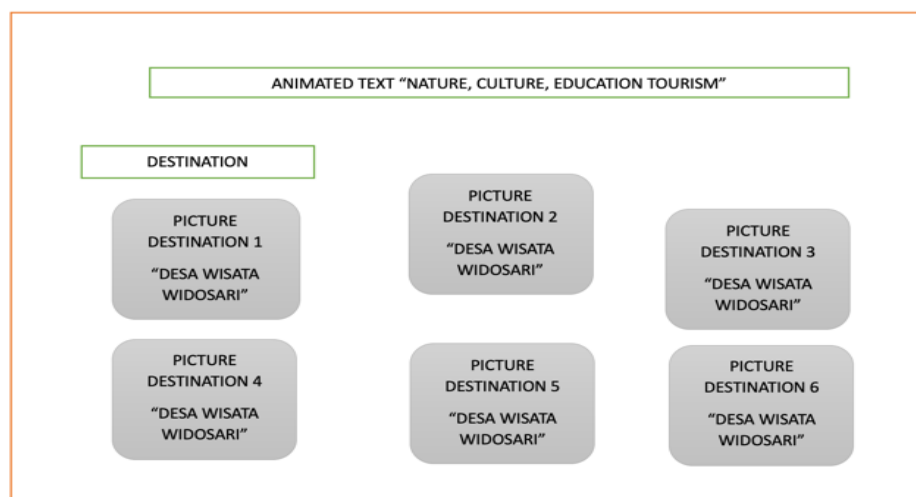 ANIMATED TEXT “NATURE, CULTURE, EDUCATION TOURISM”
DESTINATION
PICTURE
DESTINATION 1
“DESA WISATA
WIDOSARI”
PICTURE
DESTINATION 2
“DESA WISATA
WIDOSARI”
PICTURE
DESTINATION 3
“DESA WISATA
WIDOSARI”
PICTURE
DESTINATION 4
“DESA WISATA
WIDOSARI”
PICTURE
DESTINATION 5
“DESA WISATA
WIDOSARI”
PICTURE
DESTINATION 6
“DESA WISATA
WIDOSARI”